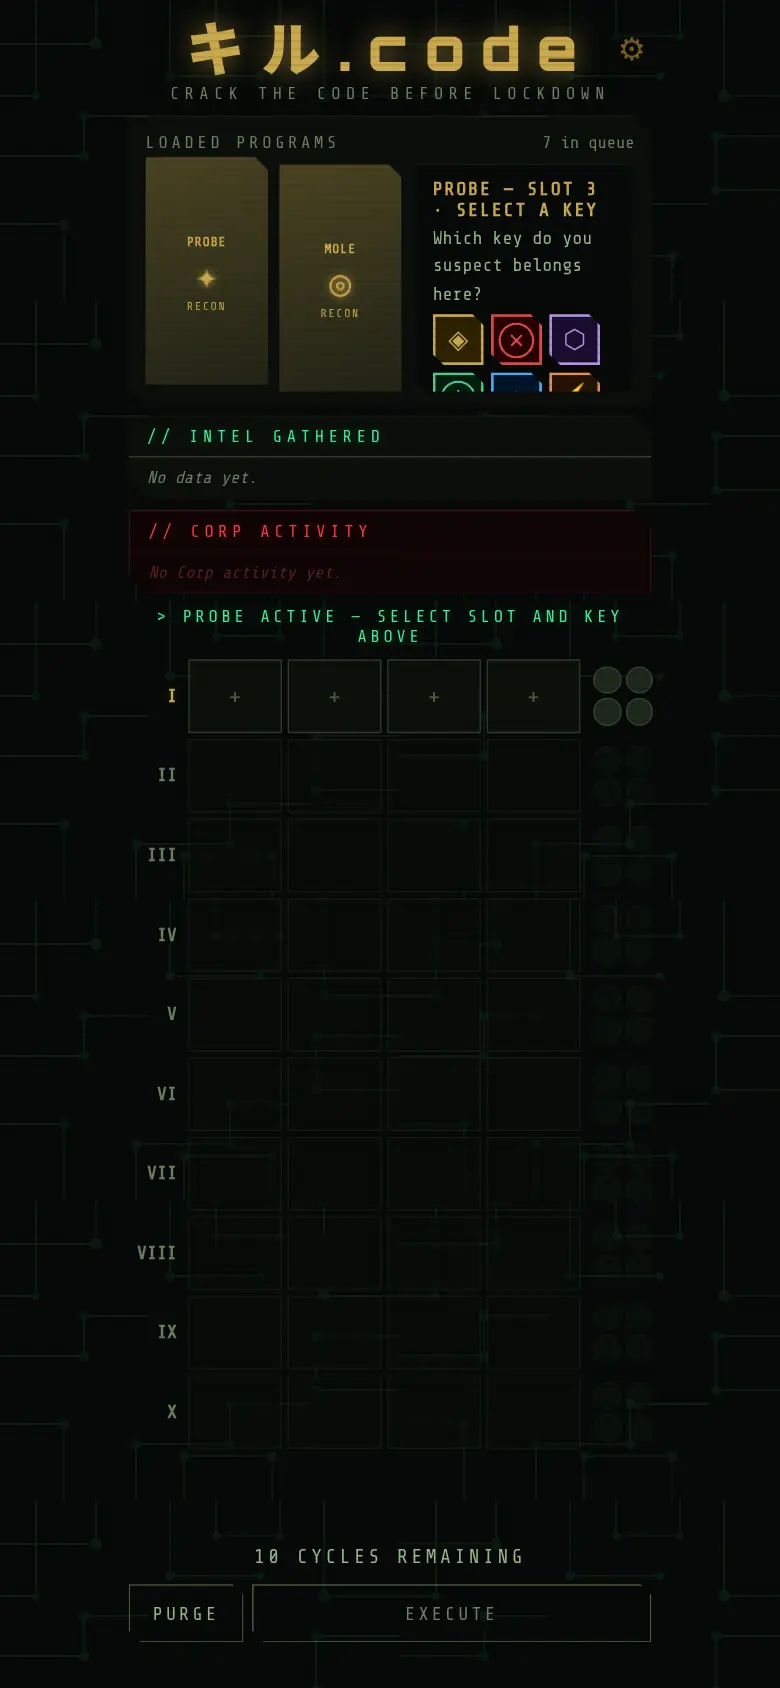 キル.code
CRACK THE CODE BEFORE LOCKDOWN
LOADED PROGRAMS
7 in queue
PROBE
RECON
MOLE
RECON
PROBE — SLOT 3
· SELECT A KEY
Which key do you
suspect belongs
here?
// INTEL GATHERED
No data yet.
// CORP ACTIVITY
No Corp activity yet.
> PROBE ACTIVE — SELECT SLOT AND KEY
ABOVE
I + + + +
II
III
IV
V
VI
VII
VIII
IX
X
10 CYCLES REMAINING
PURGE
EXECUTE